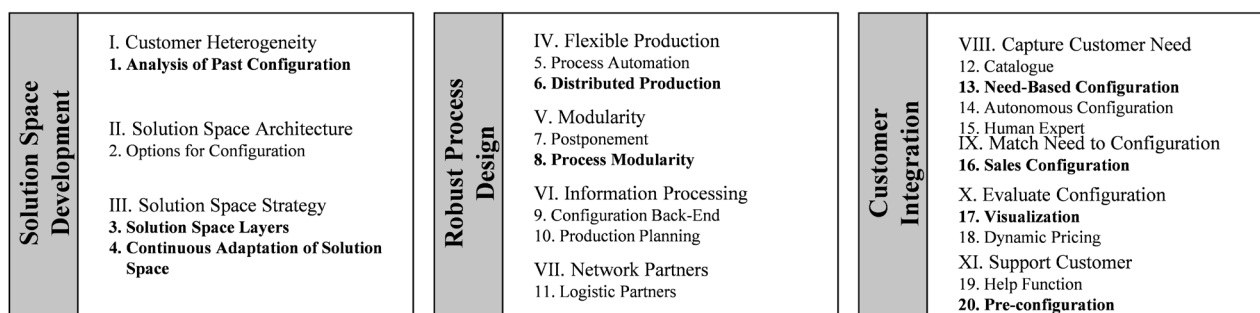 Solution Space
Development
I. Customer Heterogeneity
1. Analysis of Past Configuration
II. Solution Space Architecture
2. Options for Configuration
III. Solution Space Strategy
3. Solution Space Layers
4. Continuous Adaptation of Solution
Space
Robust Process
Design
IV. Flexible Production
5. Process Automation
6. Distributed Production
V. Modularity
7. Postponement
8. Process Modularity
VI. Information Processing
9. Configuration Back-End
10. Production Planning
VII. Network Partners
11. Logistic Partners
Customer
Integration
VIII. Capture Customer Need
12. Catalogue
13. Need-Based Configuration
14. Autonomous Configuration
15. Human Expert
IX. Match Need to Configuration
16. Sales Configuration
X. Evaluate Configuration
17. Visualization
18. Dynamic Pricing
XI. Support Customer
19. Help Function
20. Pre-configuration